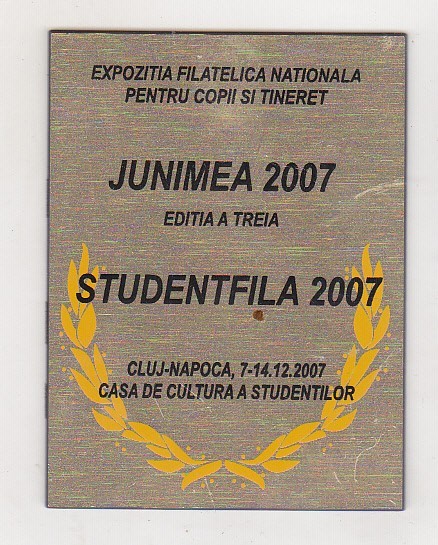 EXPOZITIA FILATELICA NATIONALA
PENTRU COPII SI TINERET
JUNIMEA 2007
EDITIA A TREIA
STUDENTFILA 2007
CLUJ-NAPOCA, 7-14.12.2007
CASA DE CULTURA A STUDENTILOR